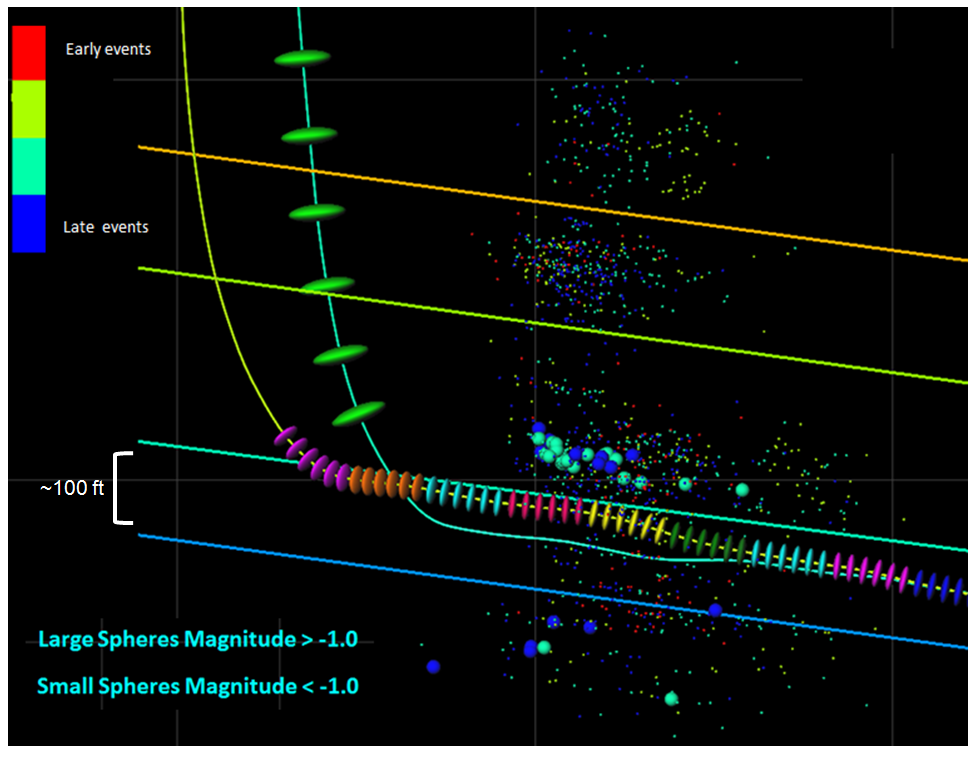 Early events
Late  events
~100 ft
Large Spheres Magnitude > -1.0
Small Spheres Magnitude < -1.0